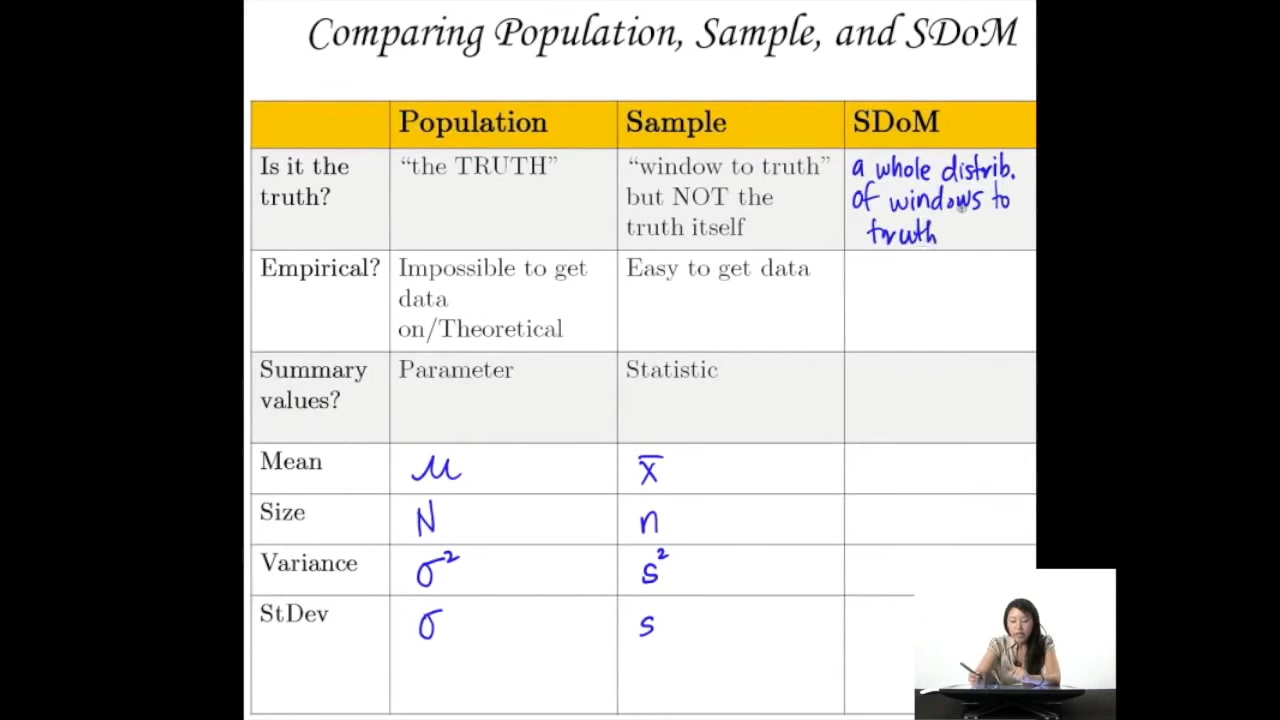 Comparing Population, Sample, and SDoM
Population Sample SDoM
Is it the truth?
"the TRUTH"
"window to truth"
but NOT the
truth itself
a whole distrib.
of windows to
truth
Empirical?
Impossible to get
data
on/Theoretical
Easy to get data
Summary
values?
Parameter
Statistic
Mean μ x̄
Size N n
Variance σ² s²
StDev σ s